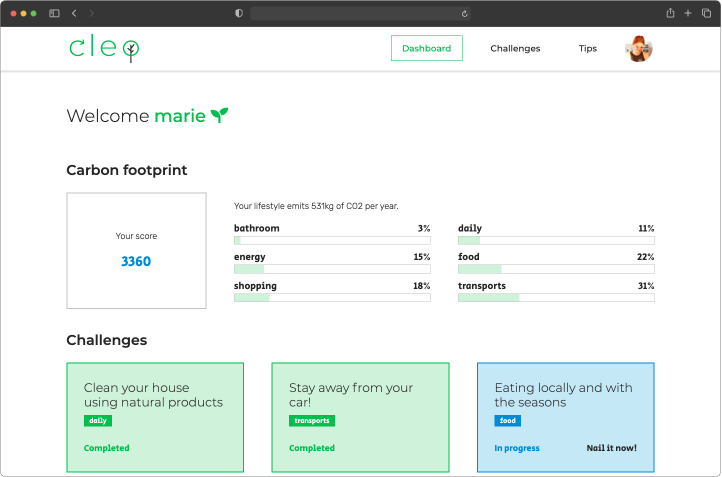 cleo
Dashboard
Challenges
Tips
Welcome marie
Carbon footprint
Your score
3360
Your lifestyle emits 531kg of CO2 per year.
bathroom 3%
daily 11%
energy 15%
food 22%
shopping 18%
transports 31%
Challenges
Clean your house
using natural products
daily
Completed
Stay away from your
car!
transports
Completed
Eating locally and with
the seasons
food
In progress
Nail it now!